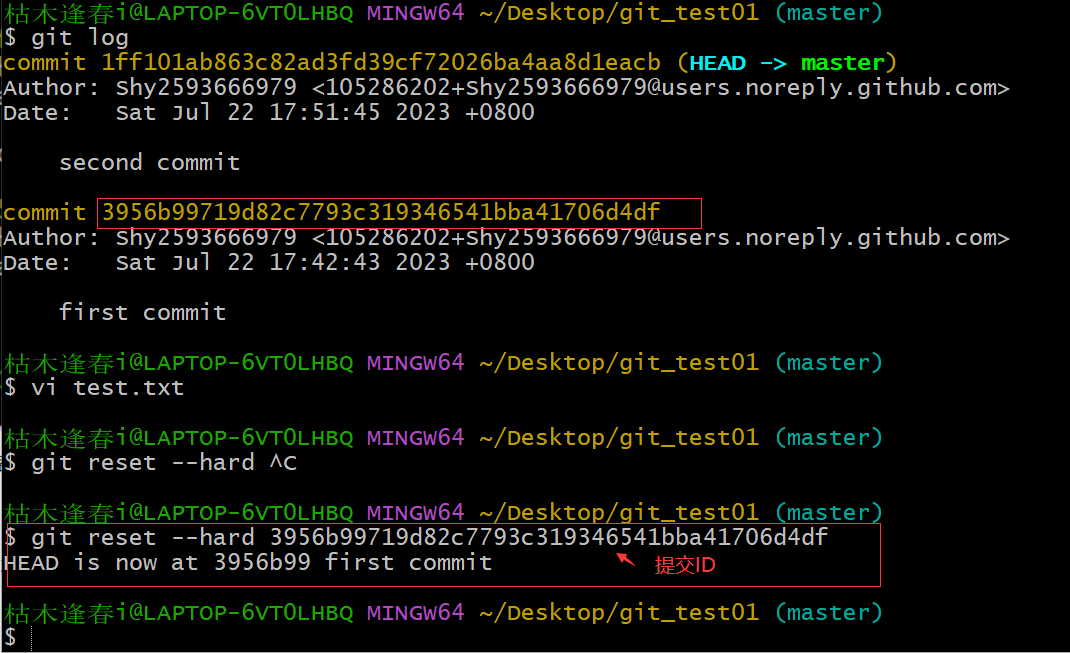 枯木逢春i@LAPTOP-6VT0LHBQ MINGW64 ~/Desktop/git_test01 (master)
$ git log
commit 1ff101ab863c82ad3fd39cf72026ba4aa8d1eacb (HEAD -> master)
Author: Shy2593666979 <105286202+Shy2593666979@users.noreply.github.com>
Date:   Sat Jul 22 17:51:45 2023 +0800
    second commit
commit 3956b99719d82c7793c319346541bba41706d4df
Author: Shy2593666979 <105286202+Shy2593666979@users.noreply.github.com>
Date:   Sat Jul 22 17:42:43 2023 +0800
    first commit
枯木逢春i@LAPTOP-6VT0LHBQ MINGW64 ~/Desktop/git_test01 (master)
$ vi test.txt
枯木逢春i@LAPTOP-6VT0LHBQ MINGW64 ~/Desktop/git_test01 (master)
$ git reset --hard ^C
枯木逢春i@LAPTOP-6VT0LHBQ MINGW64 ~/Desktop/git_test01 (master)
$ git reset --hard 3956b99719d82c7793c319346541bba41706d4df
HEAD is now at 3956b99 first commit
提交ID
枯木逢春i@LAPTOP-6VT0LHBQ MINGW64 ~/Desktop/git_test01 (master)
$